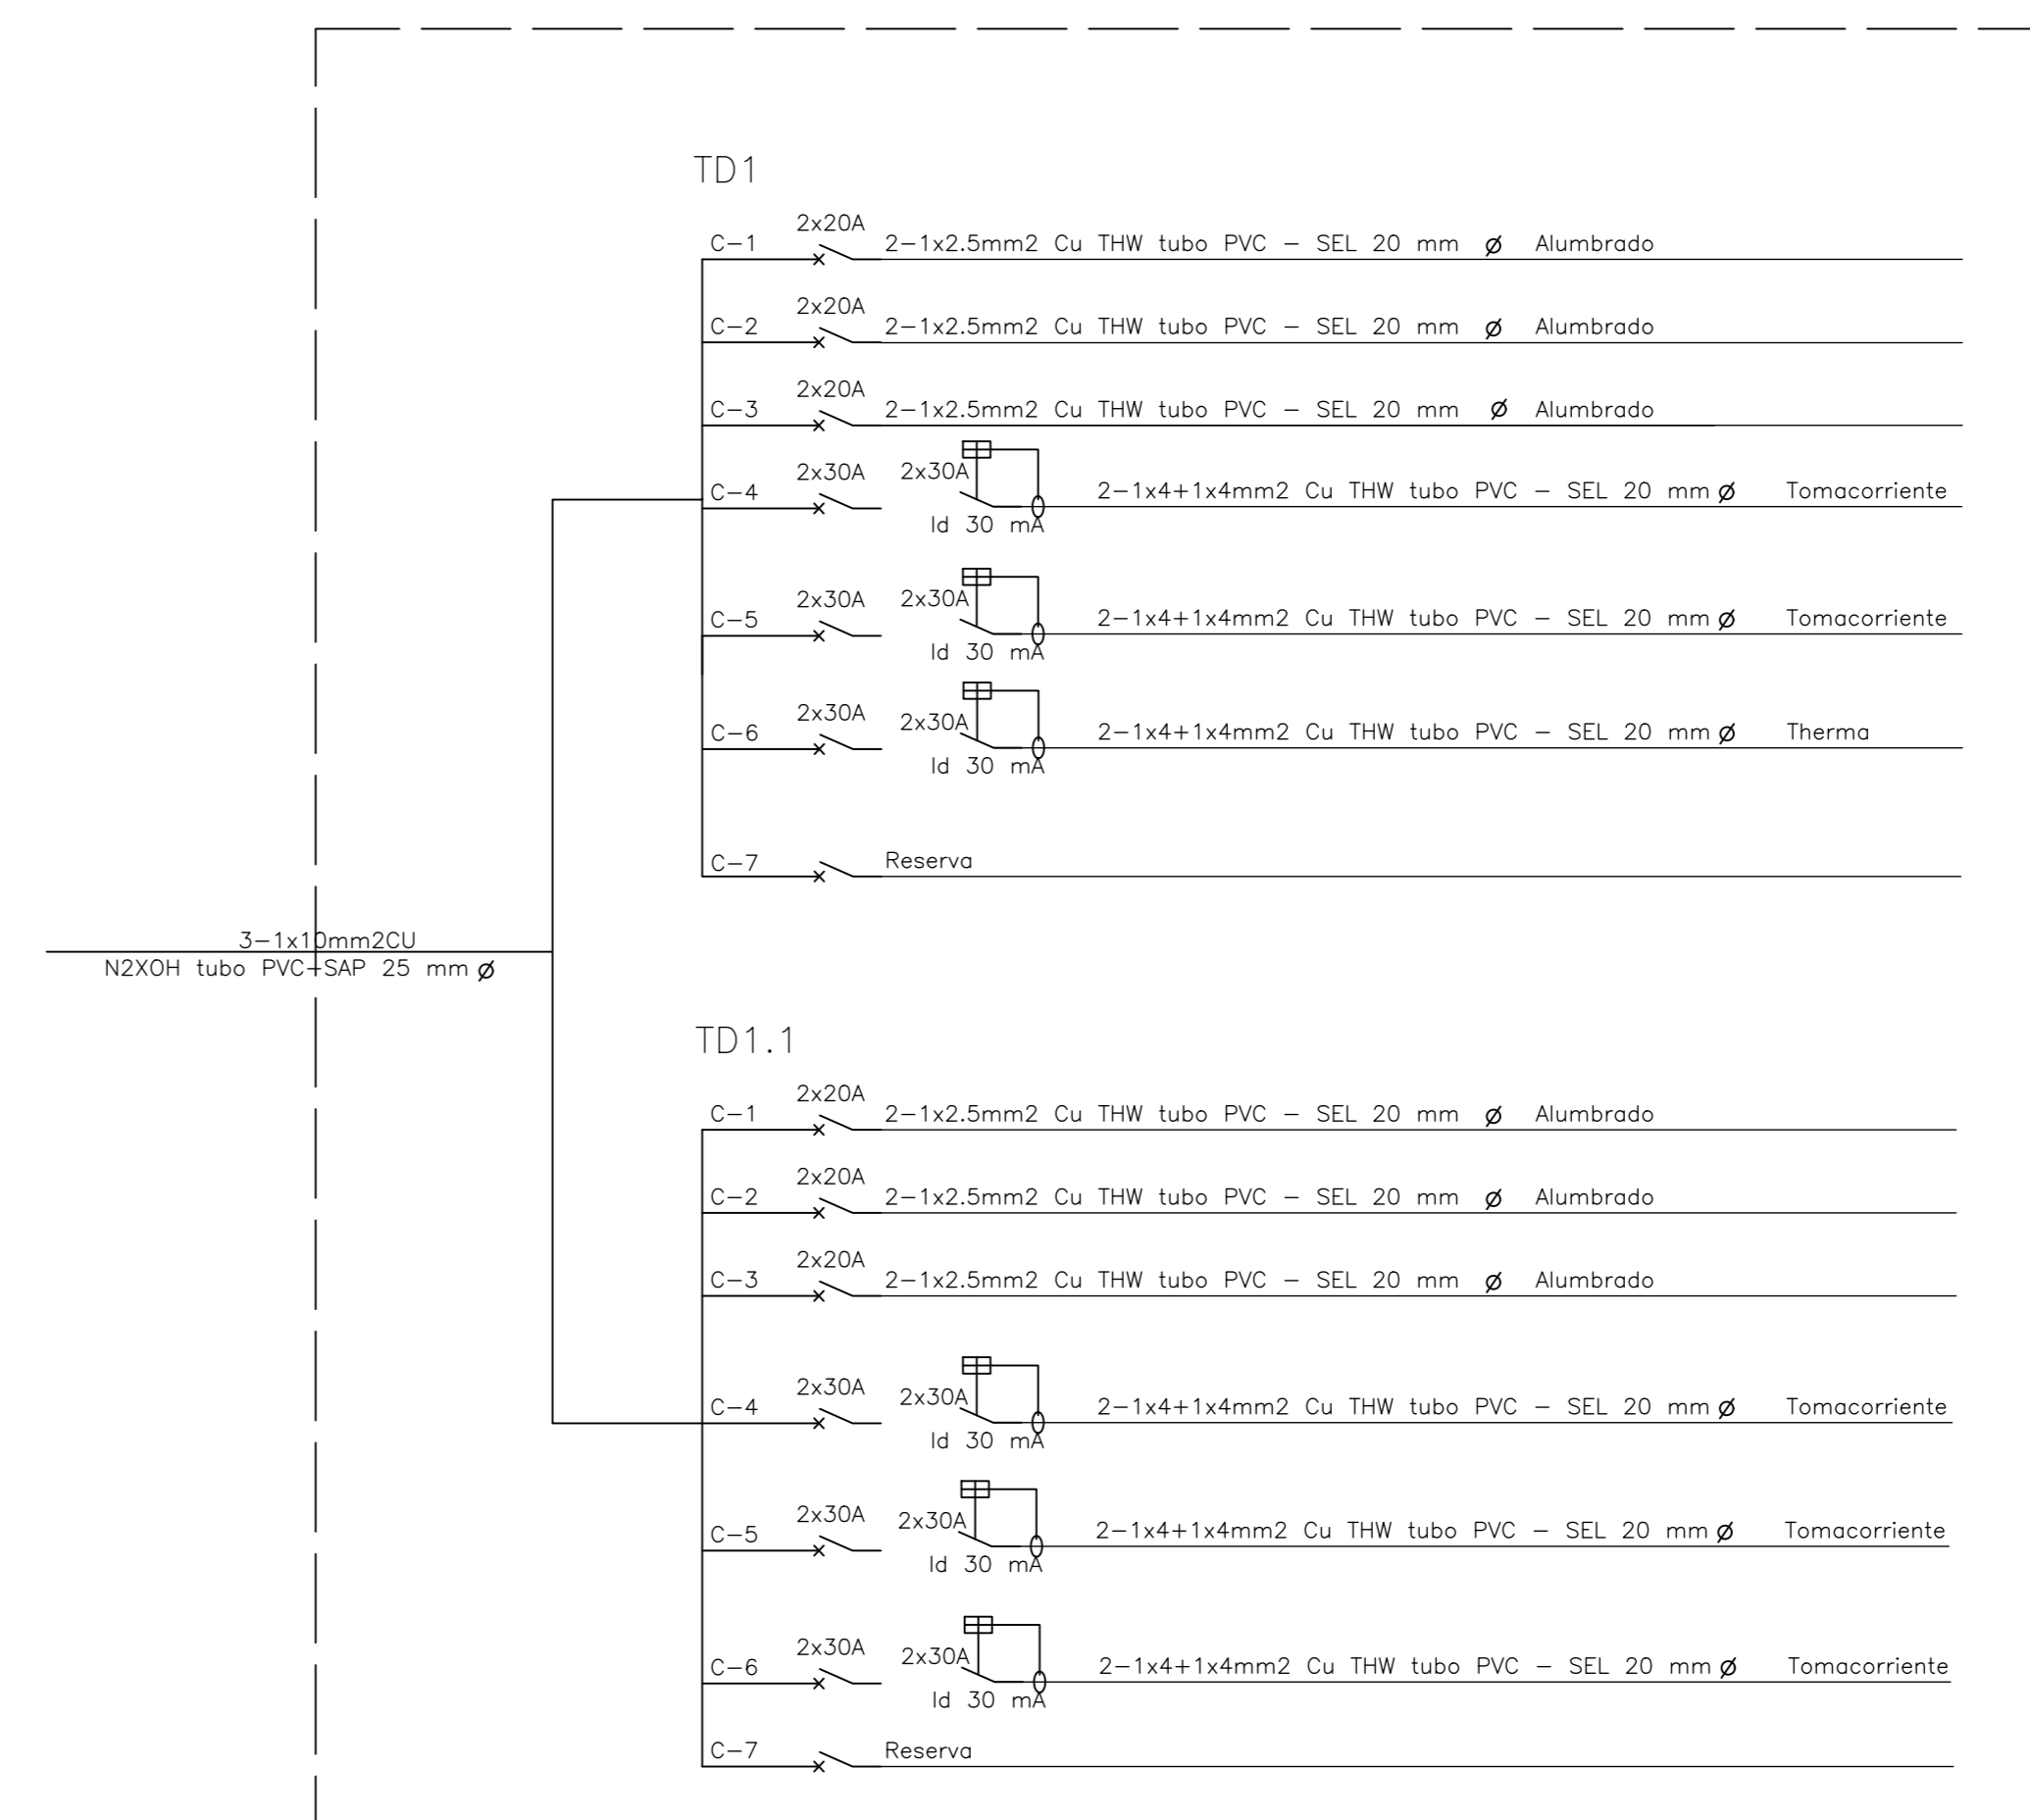 TD1
C-1 2x20A 2-1x2.5mm2 Cu THW tubo PVC - SEL 20 mm ø Alumbrado
C-2 2x20A 2-1x2.5mm2 Cu THW tubo PVC - SEL 20 mm ø Alumbrado
C-3 2x20A 2-1x2.5mm2 Cu THW tubo PVC - SEL 20 mm ø Alumbrado
C-4 2x30A 2x30A Id 30 mA 2-1x4+1x4mm2 Cu THW tubo PVC - SEL 20 mm ø Tomacorriente
C-5 2x30A 2x30A Id 30 mA 2-1x4+1x4mm2 Cu THW tubo PVC - SEL 20 mm ø Tomacorriente
C-6 2x30A 2x30A Id 30 mA 2-1x4+1x4mm2 Cu THW tubo PVC - SEL 20 mm ø Therma
C-7 Reserva
3-1x10mm2CU
N2XOH tubo PVC-SAP 25 mm ø
TD1.1
C-1 2x20A 2-1x2.5mm2 Cu THW tubo PVC - SEL 20 mm ø Alumbrado
C-2 2x20A 2-1x2.5mm2 Cu THW tubo PVC - SEL 20 mm ø Alumbrado
C-3 2x20A 2-1x2.5mm2 Cu THW tubo PVC - SEL 20 mm ø Alumbrado
C-4 2x30A 2x30A Id 30 mA 2-1x4+1x4mm2 Cu THW tubo PVC - SEL 20 mm ø Tomacorriente
C-5 2x30A 2x30A Id 30 mA 2-1x4+1x4mm2 Cu THW tubo PVC - SEL 20 mm ø Tomacorriente
C-6 2x30A 2x30A Id 30 mA 2-1x4+1x4mm2 Cu THW tubo PVC - SEL 20 mm ø Tomacorriente
C-7 Reserva